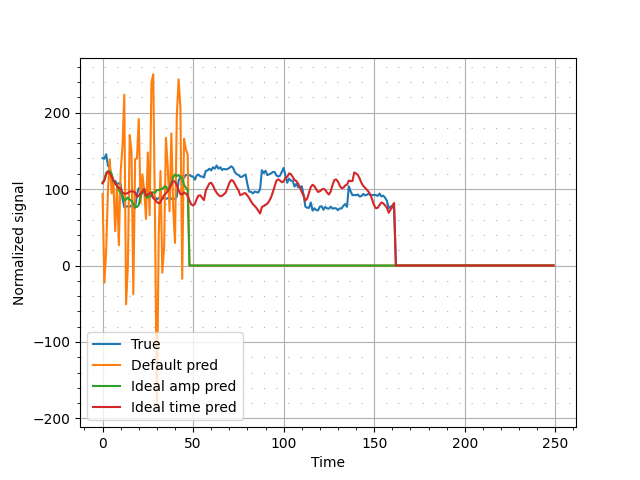 Normalized signal
200
100
0
−100
−200
True
Default pred
Ideal amp pred
Ideal time pred
0 50 100 150 200 250
Time